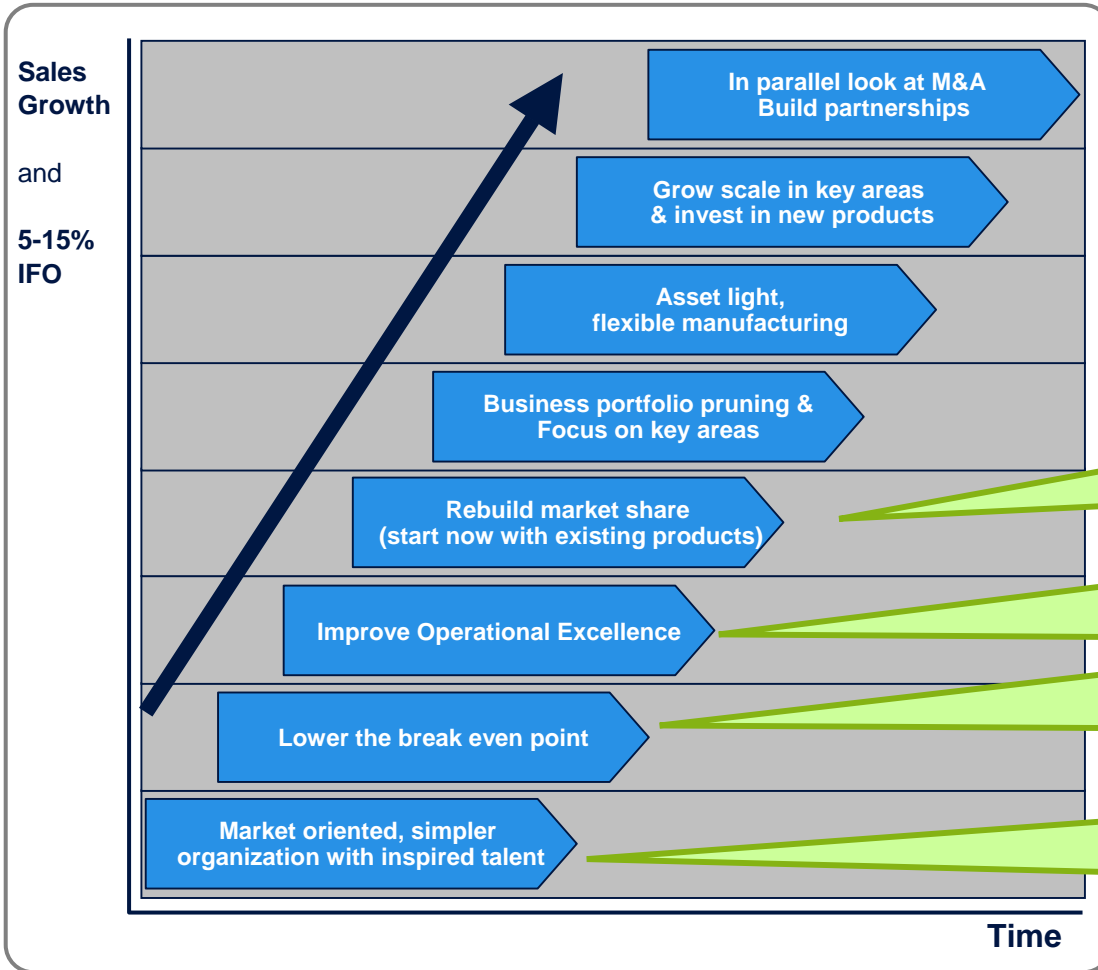 Sales
Growth
and
5-15%
IFO
In parallel look at M&A
Build partnerships
Grow scale in key areas
& invest in new products
Asset light,
flexible manufacturing
Business portfolio pruning &
Focus on key areas
Rebuild market share
(start now with existing products)
Improve Operational Excellence
Lower the break even point
Market oriented, simpler
organization with inspired talent
Time